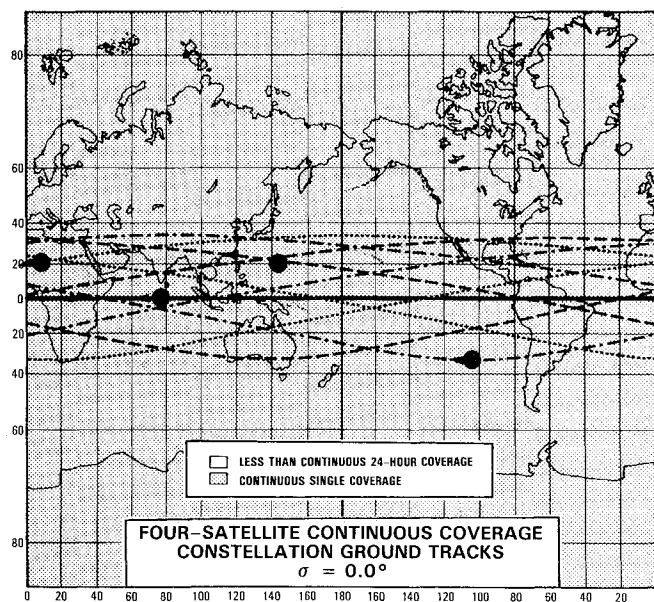 80
60
40
20
0
20
40
60
80
LESS THAN CONTINUOUS 24-HOUR COVERAGE
CONTINUOUS SINGLE COVERAGE
FOUR-SATELLITE CONTINUOUS COVERAGE
CONSTELLATION GROUND TRACKS
σ = 0.0°
0 20 40 60 80 100 120 140 160 180 160 140 120 100 80 60 40 20 0